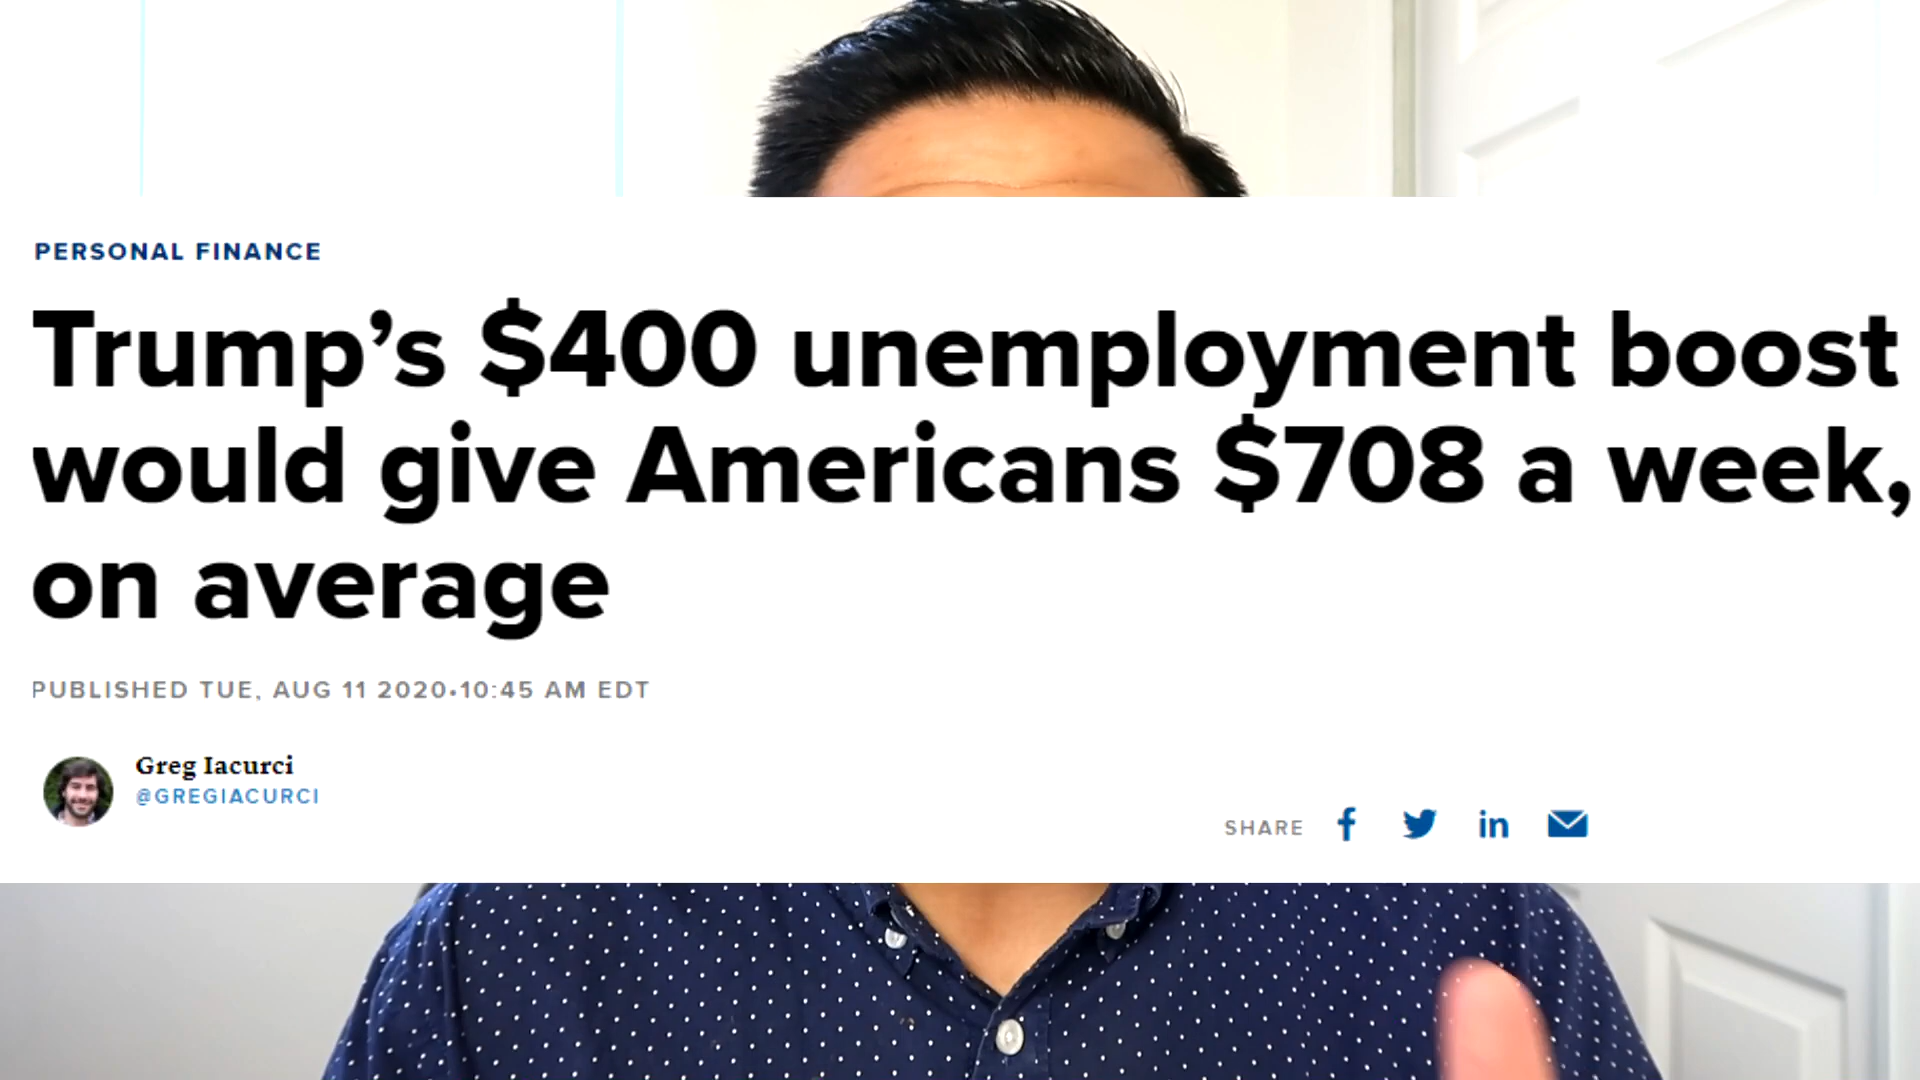 PERSONAL FINANCE
Trump’s $400 unemployment boost
would give Americans $708 a week,
on average
PUBLISHED TUE, AUG 11 2020•10:45 AM EDT
Greg Iacurci
@GREGIACURCI
SHARE